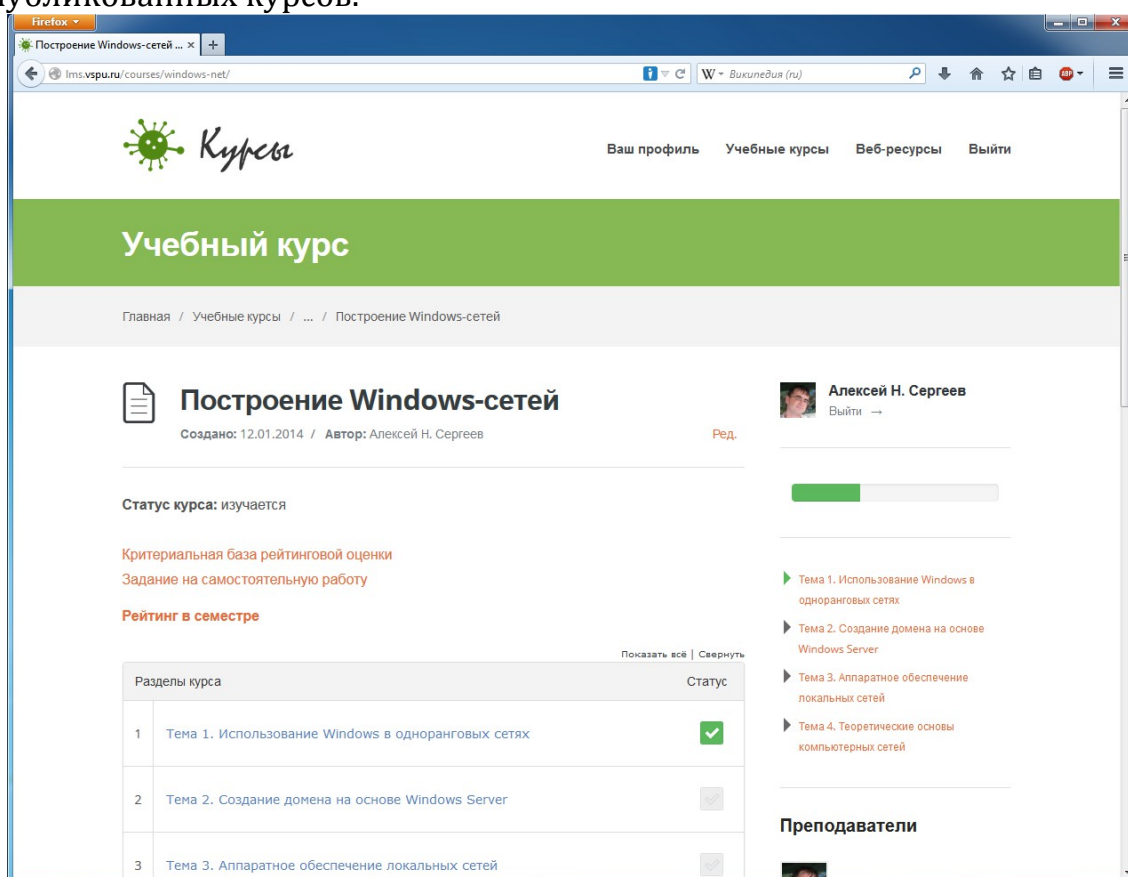 публикованных курсов.
Firefox
Построение Windows-сетей ... × +
lms.vspu.ru/courses/windows-net/
W Википедия (ru)
ABP
Курсы
Ваш профиль Учебные курсы Веб-ресурсы Выйти
Учебный курс
Главная / Учебные курсы / ... / Построение Windows-сетей
Построение Windows-сетей
Создано: 12.01.2014 / Автор: Алексей Н. Сергеев
Ред.
Статус курса: изучается
Критериальная база рейтинговой оценки
Задание на самостоятельную работу
Рейтинг в семестре
Показать всё | Свернуть
Разделы курса Статус
1 Тема 1. Использование Windows в одноранговых сетях
2 Тема 2. Создание домена на основе Windows Server
3 Тема 3. Аппаратное обеспечение локальных сетей
Алексей Н. Сергеев
Выйти →
Тема 1. Использование Windows в
одноранговых сетях
Тема 2. Создание домена на основе
Windows Server
Тема 3. Аппаратное обеспечение
локальных сетей
Тема 4. Теоретические основы
компьютерных сетей
Преподаватели